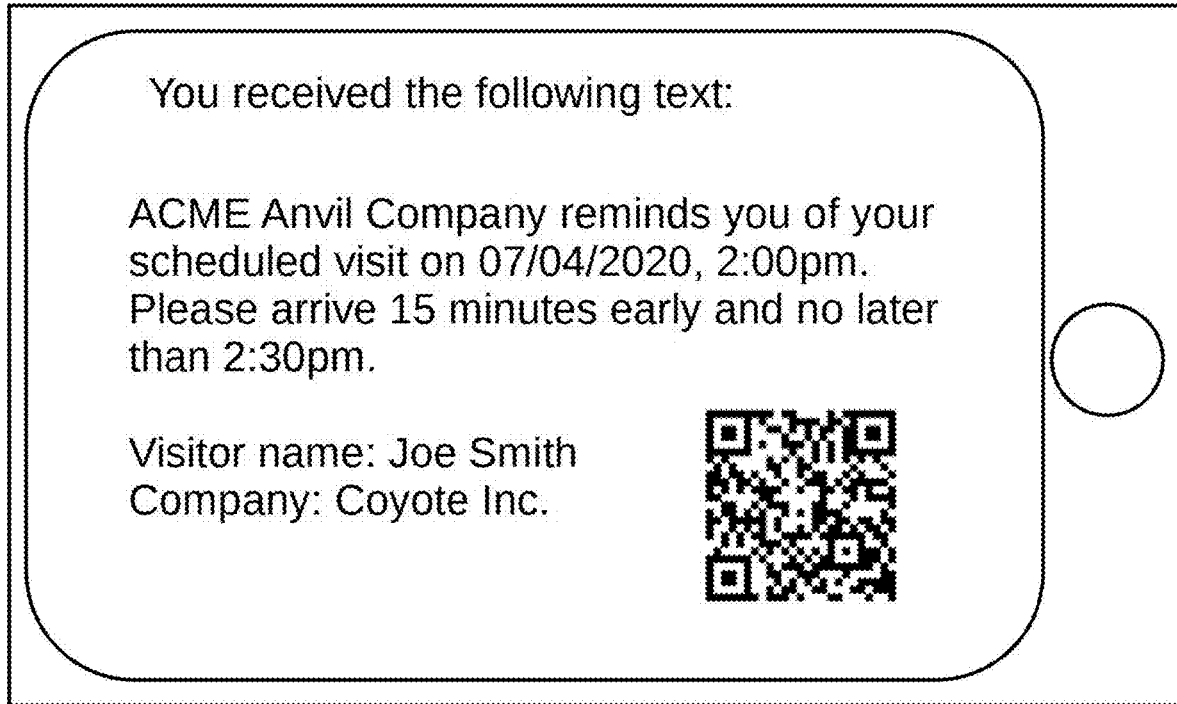 You received the following text:
ACME Anvil Company reminds you of your
scheduled visit on 07/04/2020, 2:00pm.
Please arrive 15 minutes early and no later
than 2:30pm.
Visitor name: Joe Smith
Company: Coyote Inc.